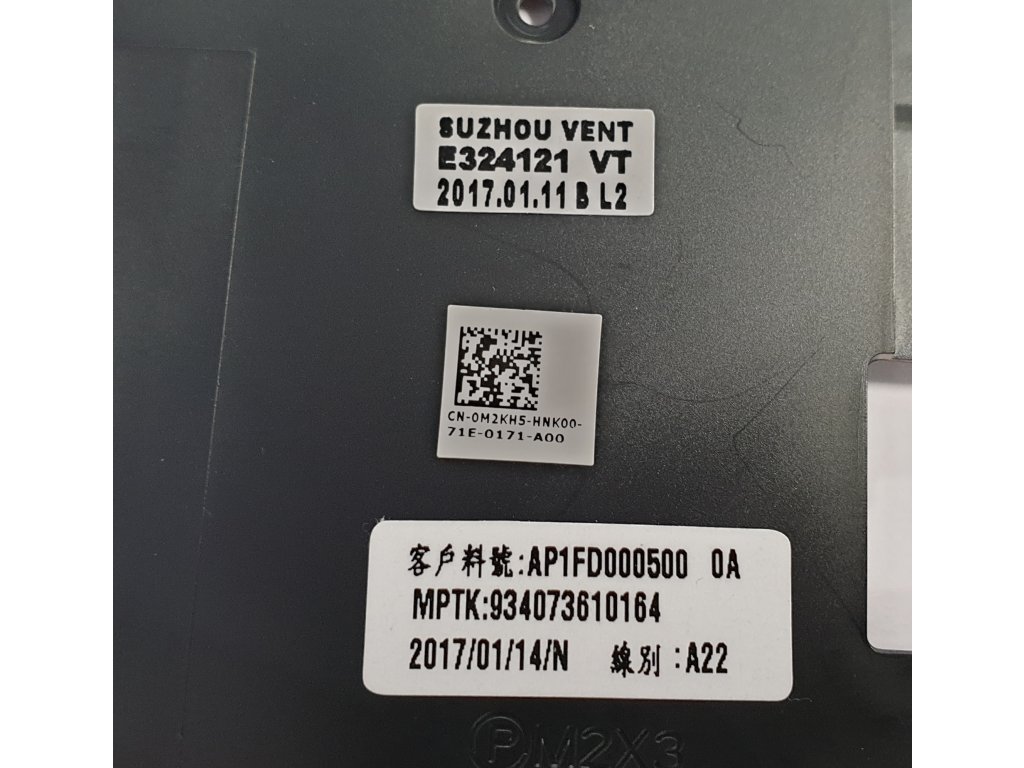 SUZHOU VENT
E324121 VT
2017.01.11 B L2
CN-0M2KH5-HNK00-
71E-0171-A00
客戶料號:AP1FD000500 0A
MPTK:934073610164
2017/01/14/N 線別:A22
P M2X3